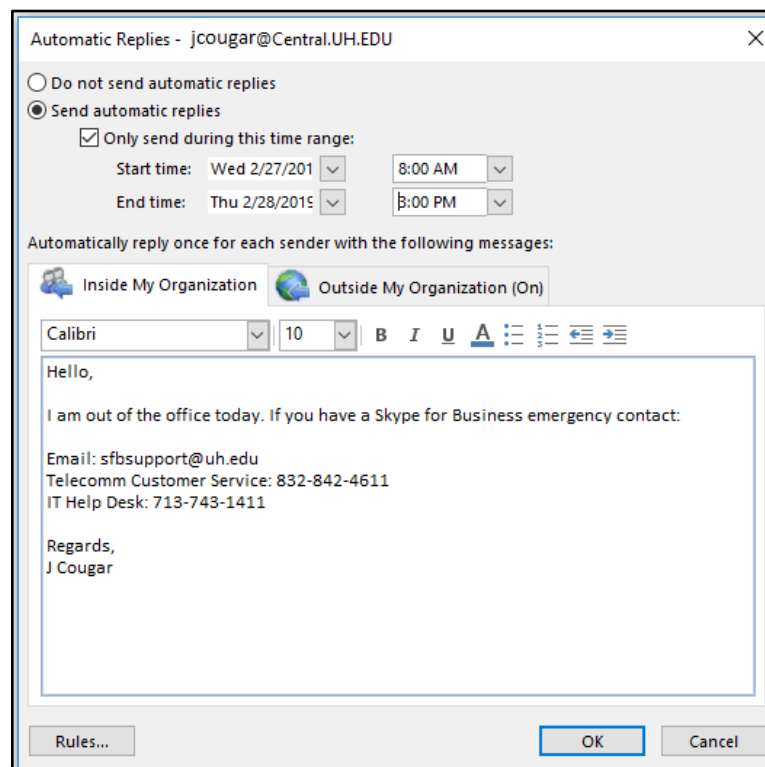 Automatic Replies - jcougar@Central.UH.EDU
Do not send automatic replies
Send automatic replies
Only send during this time range:
Start time: Wed 2/27/201 8:00 AM
End time: Thu 2/28/2019 3:00 PM
Automatically reply once for each sender with the following messages:
Inside My Organization Outside My Organization (On)
Calibri 10 B I U A
Hello,
I am out of the office today. If you have a Skype for Business emergency contact:
Email: sfbsupport@uh.edu
Telecomm Customer Service: 832-842-4611
IT Help Desk: 713-743-1411
Regards,
J Cougar
Rules... OK Cancel